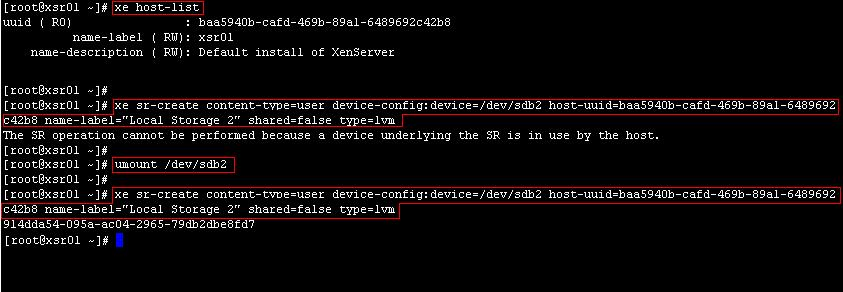 [root@xsr01 ~]# xe host-list
uuid ( RO) : baa5940b-cafd-469b-89a1-6489692c42b8
name-label ( RW): xsr01
name-description ( RW): Default install of XenServer
[root@xsr01 ~]#
[root@xsr01 ~]# xe sr-create content-type=user device-config:device=/dev/sdb2 host-uuid=baa5940b-cafd-469b-89a1-6489692
c42b8 name-label="Local Storage 2" shared=false type=lvm
The SR operation cannot be performed because a device underlying the SR is in use by the host.
[root@xsr01 ~]#
[root@xsr01 ~]# umount /dev/sdb2
[root@xsr01 ~]#
[root@xsr01 ~]# xe sr-create content-type=user device-config:device=/dev/sdb2 host-uuid=baa5940b-cafd-469b-89a1-6489692
c42b8 name-label="Local Storage 2" shared=false type=lvm
914dda54-095a-ac04-2965-79db2dbe8fd7
[root@xsr01 ~]#